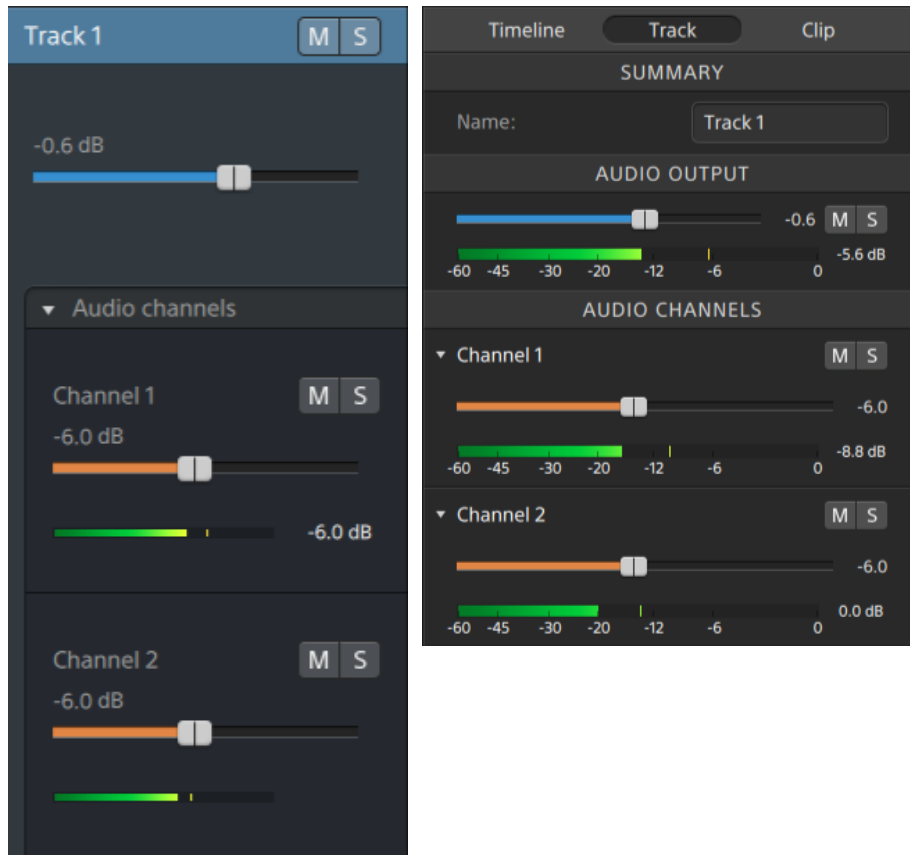 Track 1 M S
-0.6 dB
Audio channels
Channel 1 M S
-6.0 dB
-6.0 dB
Channel 2 M S
-6.0 dB
Timeline Track Clip
SUMMARY
Name: Track 1
AUDIO OUTPUT
-0.6 M S
-5.6 dB
-60 -45 -30 -20 -12 -6 0
AUDIO CHANNELS
Channel 1 M S
-6.0
-8.8 dB
-60 -45 -30 -20 -12 -6 0
Channel 2 M S
-6.0
0.0 dB
-60 -45 -30 -20 -12 -6 0